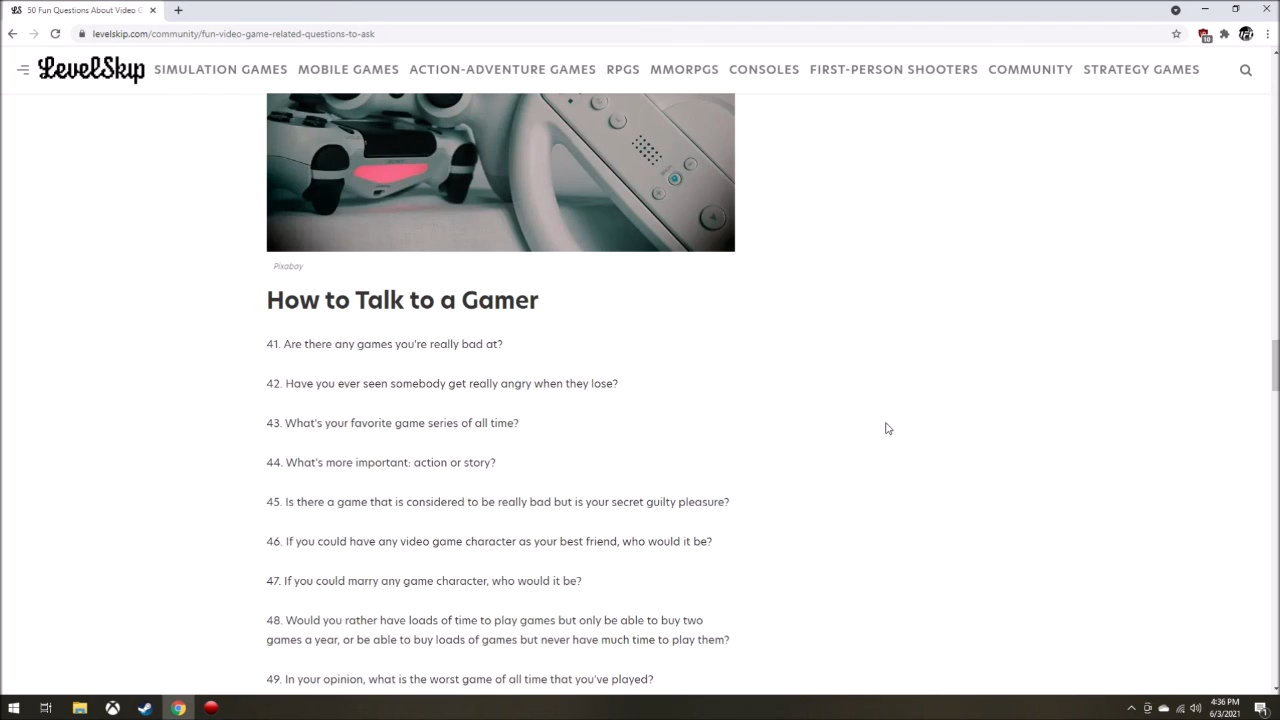 50 Fun Questions About Video G
levelskip.com/community/fun-video-game-related-questions-to-ask
10
LevelSkip SIMULATION GAMES MOBILE GAMES ACTION-ADVENTURE GAMES RPGS MMORPGS CONSOLES FIRST-PERSON SHOOTERS COMMUNITY STRATEGY GAMES
Pixabay
How to Talk to a Gamer
41. Are there any games you're really bad at?
42. Have you ever seen somebody get really angry when they lose?
43. What's your favorite game series of all time?
44. What's more important: action or story?
45. Is there a game that is considered to be really bad but is your secret guilty pleasure?
46. If you could have any video game character as your best friend, who would it be?
47. If you could marry any game character, who would it be?
48. Would you rather have loads of time to play games but only be able to buy two
games a year, or be able to buy loads of games but never have much time to play them?
49. In your opinion, what is the worst game of all time that you've played?
4:36 PM
6/3/2021
1